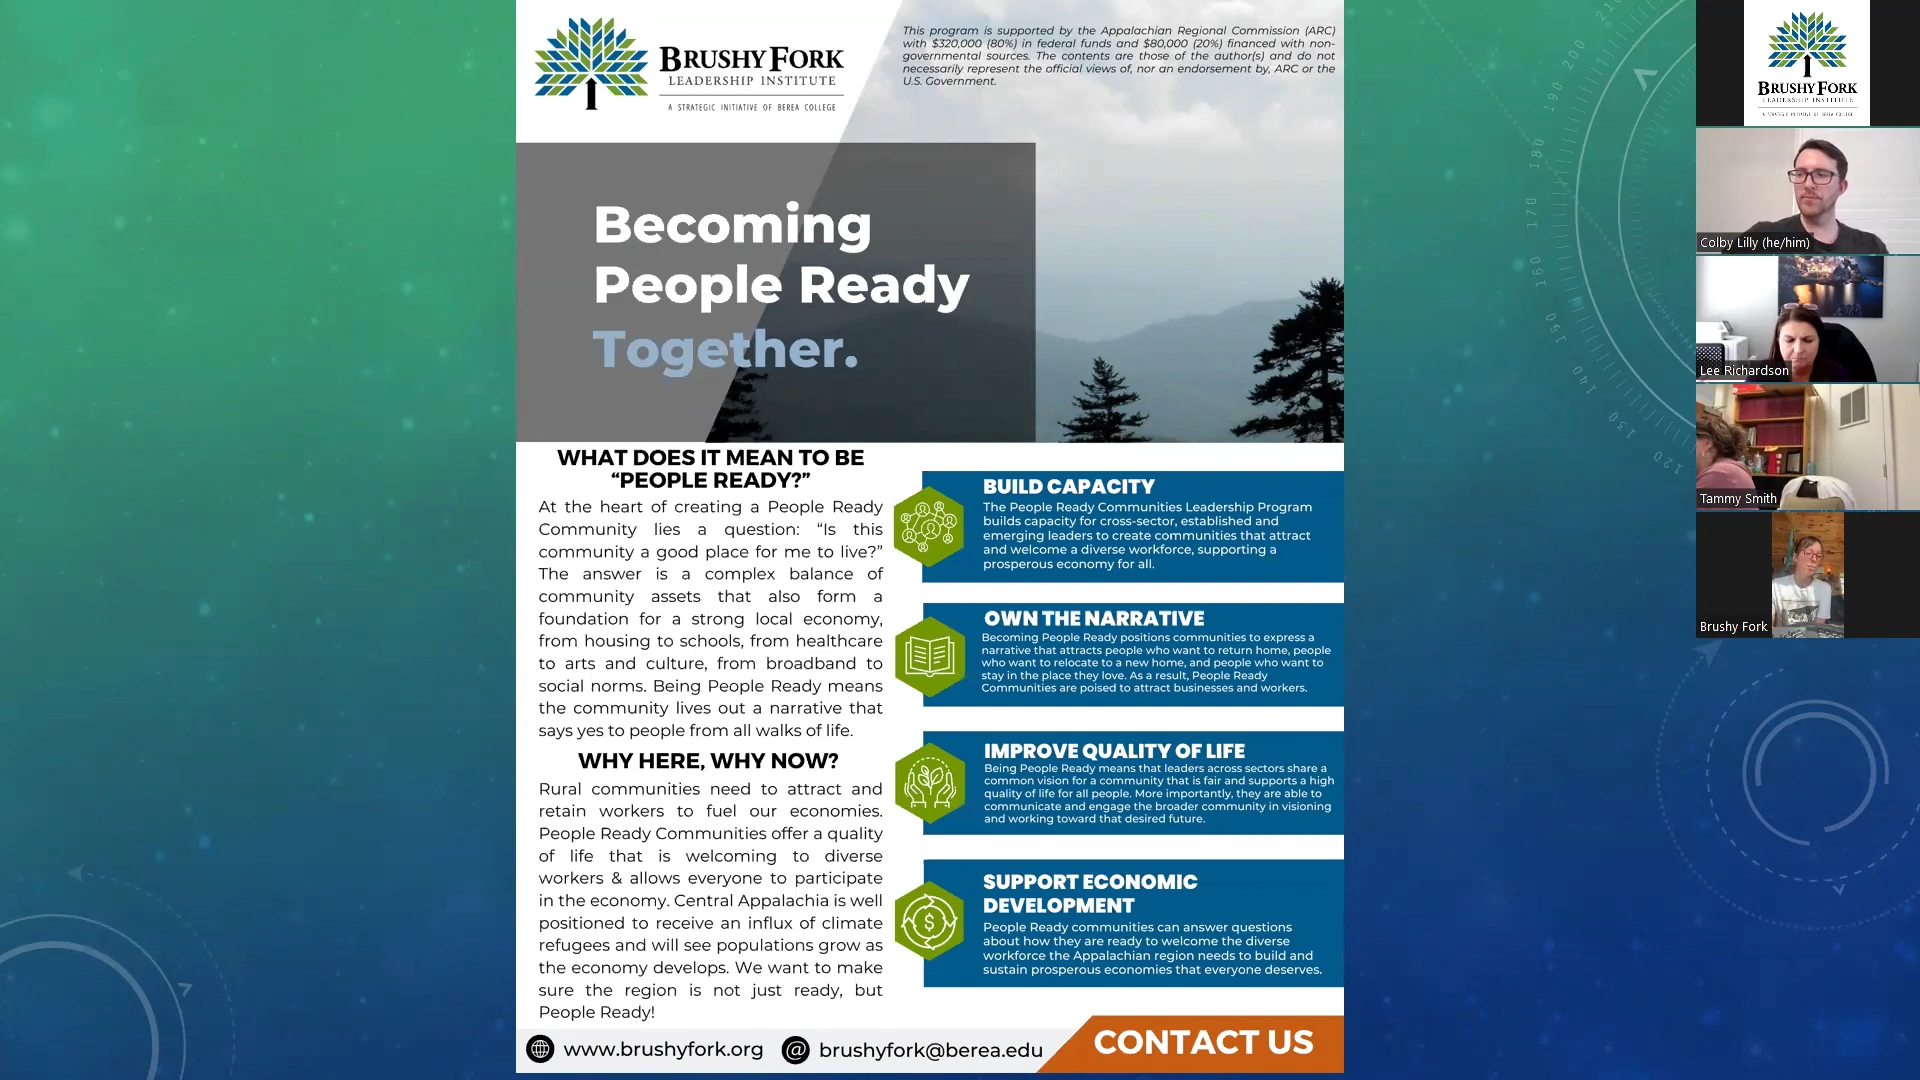 BRUSHY FORK
LEADERSHIP INSTITUTE
A STRATEGIC INITIATIVE OF BEREA COLLEGE
This program is supported by the Appalachian Regional Commission (ARC)
with $320,000 (80%) in federal funds and $80,000 (20%) financed with non-
governmental sources. The contents are those of the author(s) and do not
necessarily represent the official views of, nor an endorsement by, ARC or the
U.S. Government.
Becoming
People Ready
Together.
WHAT DOES IT MEAN TO BE
“PEOPLE READY?”
At the heart of creating a People Ready
Community lies a question: “Is this
community a good place for me to live?”
The answer is a complex balance of
community assets that also form a
foundation for a strong local economy,
from housing to schools, from healthcare
to arts and culture, from broadband to
social norms. Being People Ready means
the community lives out a narrative that
says yes to people from all walks of life.
WHY HERE, WHY NOW?
Rural communities need to attract and
retain workers to fuel our economies.
People Ready Communities offer a quality
of life that is welcoming to diverse
workers & allows everyone to participate
in the economy. Central Appalachia is well
positioned to receive an influx of climate
refugees and will see populations grow as
the economy develops. We want to make
sure the region is not just ready, but
People Ready!
BUILD CAPACITY
The People Ready Communities Leadership Program
builds capacity for cross-sector, established and
emerging leaders to create communities that attract
and welcome a diverse workforce, supporting a
prosperous economy for all.
OWN THE NARRATIVE
Becoming People Ready positions communities to express a
narrative that attracts people who want to return home, people
who want to relocate to a new home, and people who want to
stay in the place they love. As a result, People Ready
Communities are poised to attract businesses and workers.
IMPROVE QUALITY OF LIFE
Being People Ready means that leaders across sectors share a
common vision for a community that is fair and supports a high
quality of life for all people. More importantly, they are able to
communicate and engage the broader community in visioning
and working toward that desired future.
$
SUPPORT ECONOMIC
DEVELOPMENT
People Ready communities can answer questions
about how they are ready to welcome the diverse
workforce the Appalachian region needs to build and
sustain prosperous economies that everyone deserves.
www.brushyfork.org
@ brushyfork@berea.edu
CONTACT US
210
200
190
180
170
160
150
140
130
120
BRUSHY FORK
LEADERSHIP INSTITUTE
A STRATEGIC INITIATIVE OF BEREA COLLEGE
Colby Lilly (he/him)
Lee Richardson
Tammy Smith
Brushy Fork